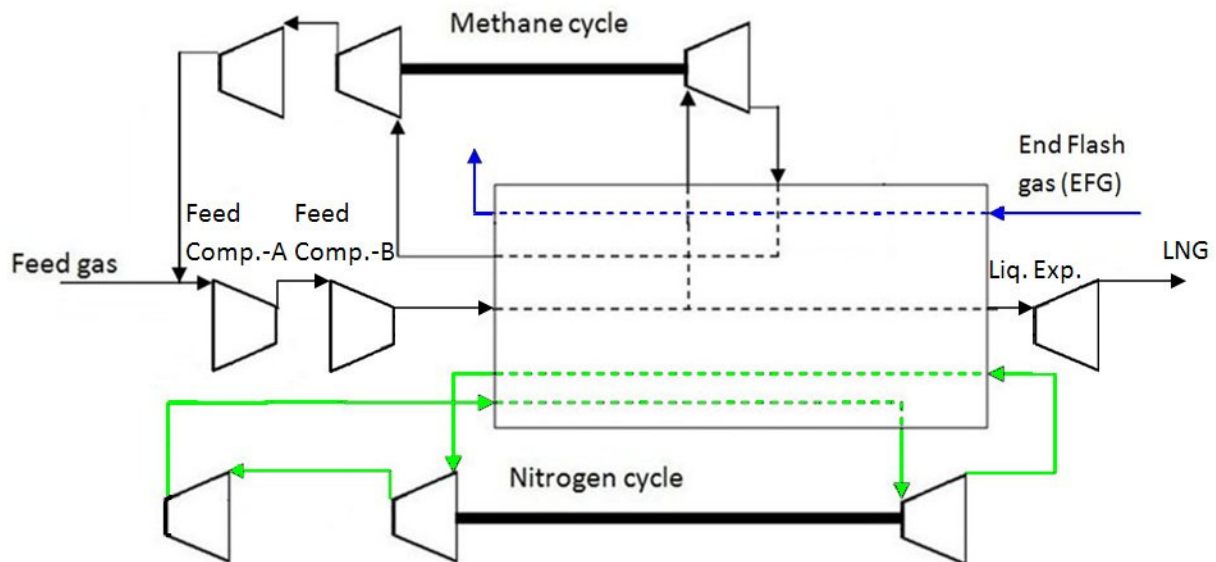 Methane cycle
End Flash
gas (EFG)
Feed
Comp.-A
Feed
Comp.-B
Feed gas
Liq. Exp.
LNG
Nitrogen cycle